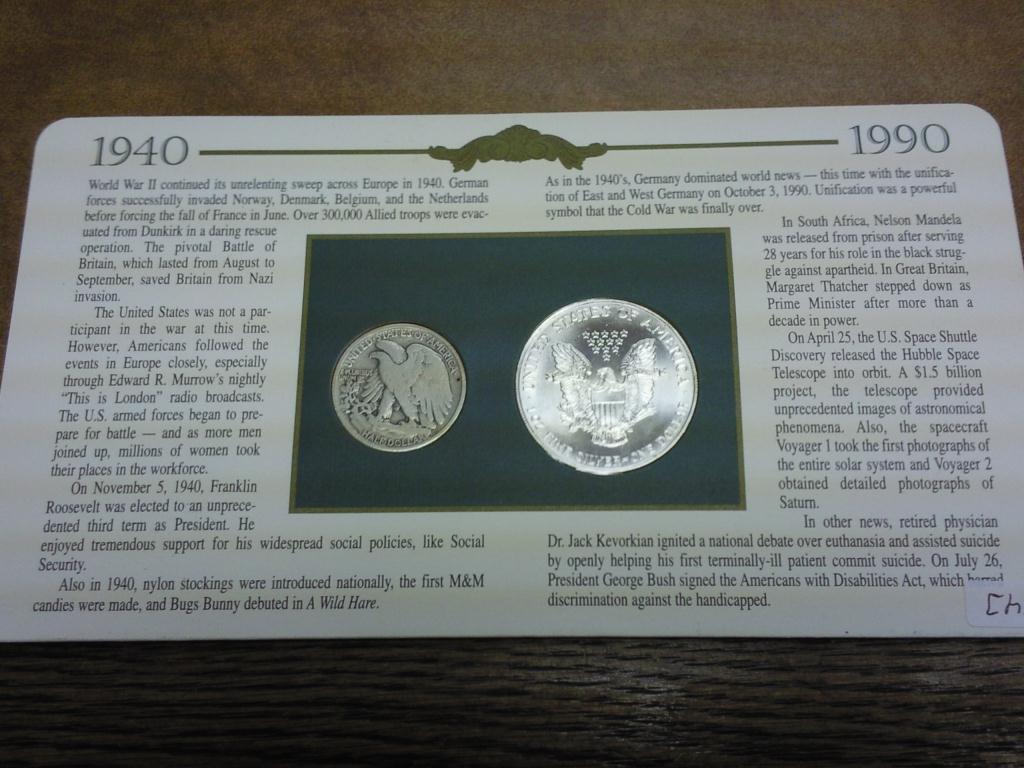 1940
World War II continued its unrelenting sweep across Europe in 1940. German
forces successfully invaded Norway, Denmark, Belgium, and the Netherlands
before forcing the fall of France in June. Over 300,000 Allied troops were evac-
uated from Dunkirk in a daring rescue
operation. The pivotal Battle of
Britain, which lasted from August to
September, saved Britain from Nazi
invasion.
The United States was not a par-
ticipant in the war at this time.
However, Americans followed the
events in Europe closely, especially
through Edward R. Murrow's nightly
"This is London" radio broadcasts.
The U.S. armed forces began to pre-
pare for battle — and as more men
joined up, millions of women took
their places in the workforce.
On November 5, 1940, Franklin
Roosevelt was elected to an unprece-
dented third term as President. He
enjoyed tremendous support for his widespread social policies, like Social
Security.
Also in 1940, nylon stockings were introduced nationally, the first M&M
candies were made, and Bugs Bunny debuted in A Wild Hare.
UNITED STATES OF AMERICA
HALF DOLLAR
UNITED STATES OF AMERICA
SILVER~ONE DOLLAR
1990
As in the 1940's, Germany dominated world news — this time with the unifica-
tion of East and West Germany on October 3, 1990. Unification was a powerful
symbol that the Cold War was finally over.
In South Africa, Nelson Mandela
was released from prison after serving
28 years for his role in the black strug-
gle against apartheid. In Great Britain,
Margaret Thatcher stepped down as
Prime Minister after more than a
decade in power.
On April 25, the U.S. Space Shuttle
Discovery released the Hubble Space
Telescope into orbit. A $1.5 billion
project, the telescope provided
unprecedented images of astronomical
phenomena. Also, the spacecraft
Voyager 1 took the first photographs of
the entire solar system and Voyager 2
obtained detailed photographs of
Saturn.
In other news, retired physician
Dr. Jack Kevorkian ignited a national debate over euthanasia and assisted suicide
by openly helping his first terminally-ill patient commit suicide. On July 26,
President George Bush signed the Americans with Disabilities Act, which barred
discrimination against the handicapped.